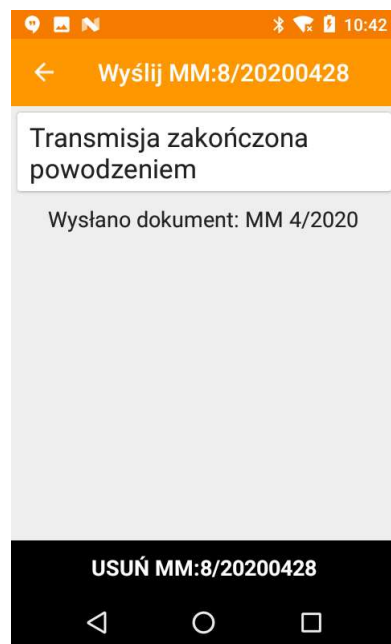 10:42
Wyślij MM:8/20200428
Transmisja zakończona
powodzeniem
Wysłano dokument: MM 4/2020
USUŃ MM:8/20200428